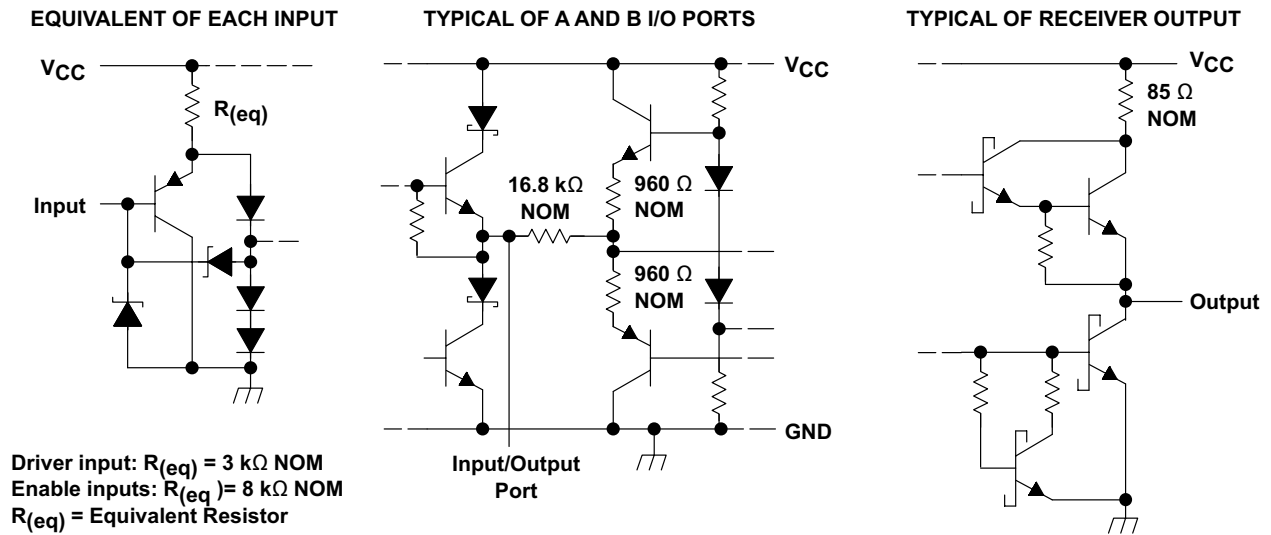 EQUIVALENT OF EACH INPUT
VCC
R(eq)
Input
Driver input: R(eq) = 3 kΩ NOM
Enable inputs: R(eq )= 8 kΩ NOM
R(eq) = Equivalent Resistor
TYPICAL OF A AND B I/O PORTS
VCC
16.8 kΩ
NOM
960 Ω
NOM
960 Ω
NOM
GND
Input/Output
Port
TYPICAL OF RECEIVER OUTPUT
VCC
85 Ω
NOM
Output